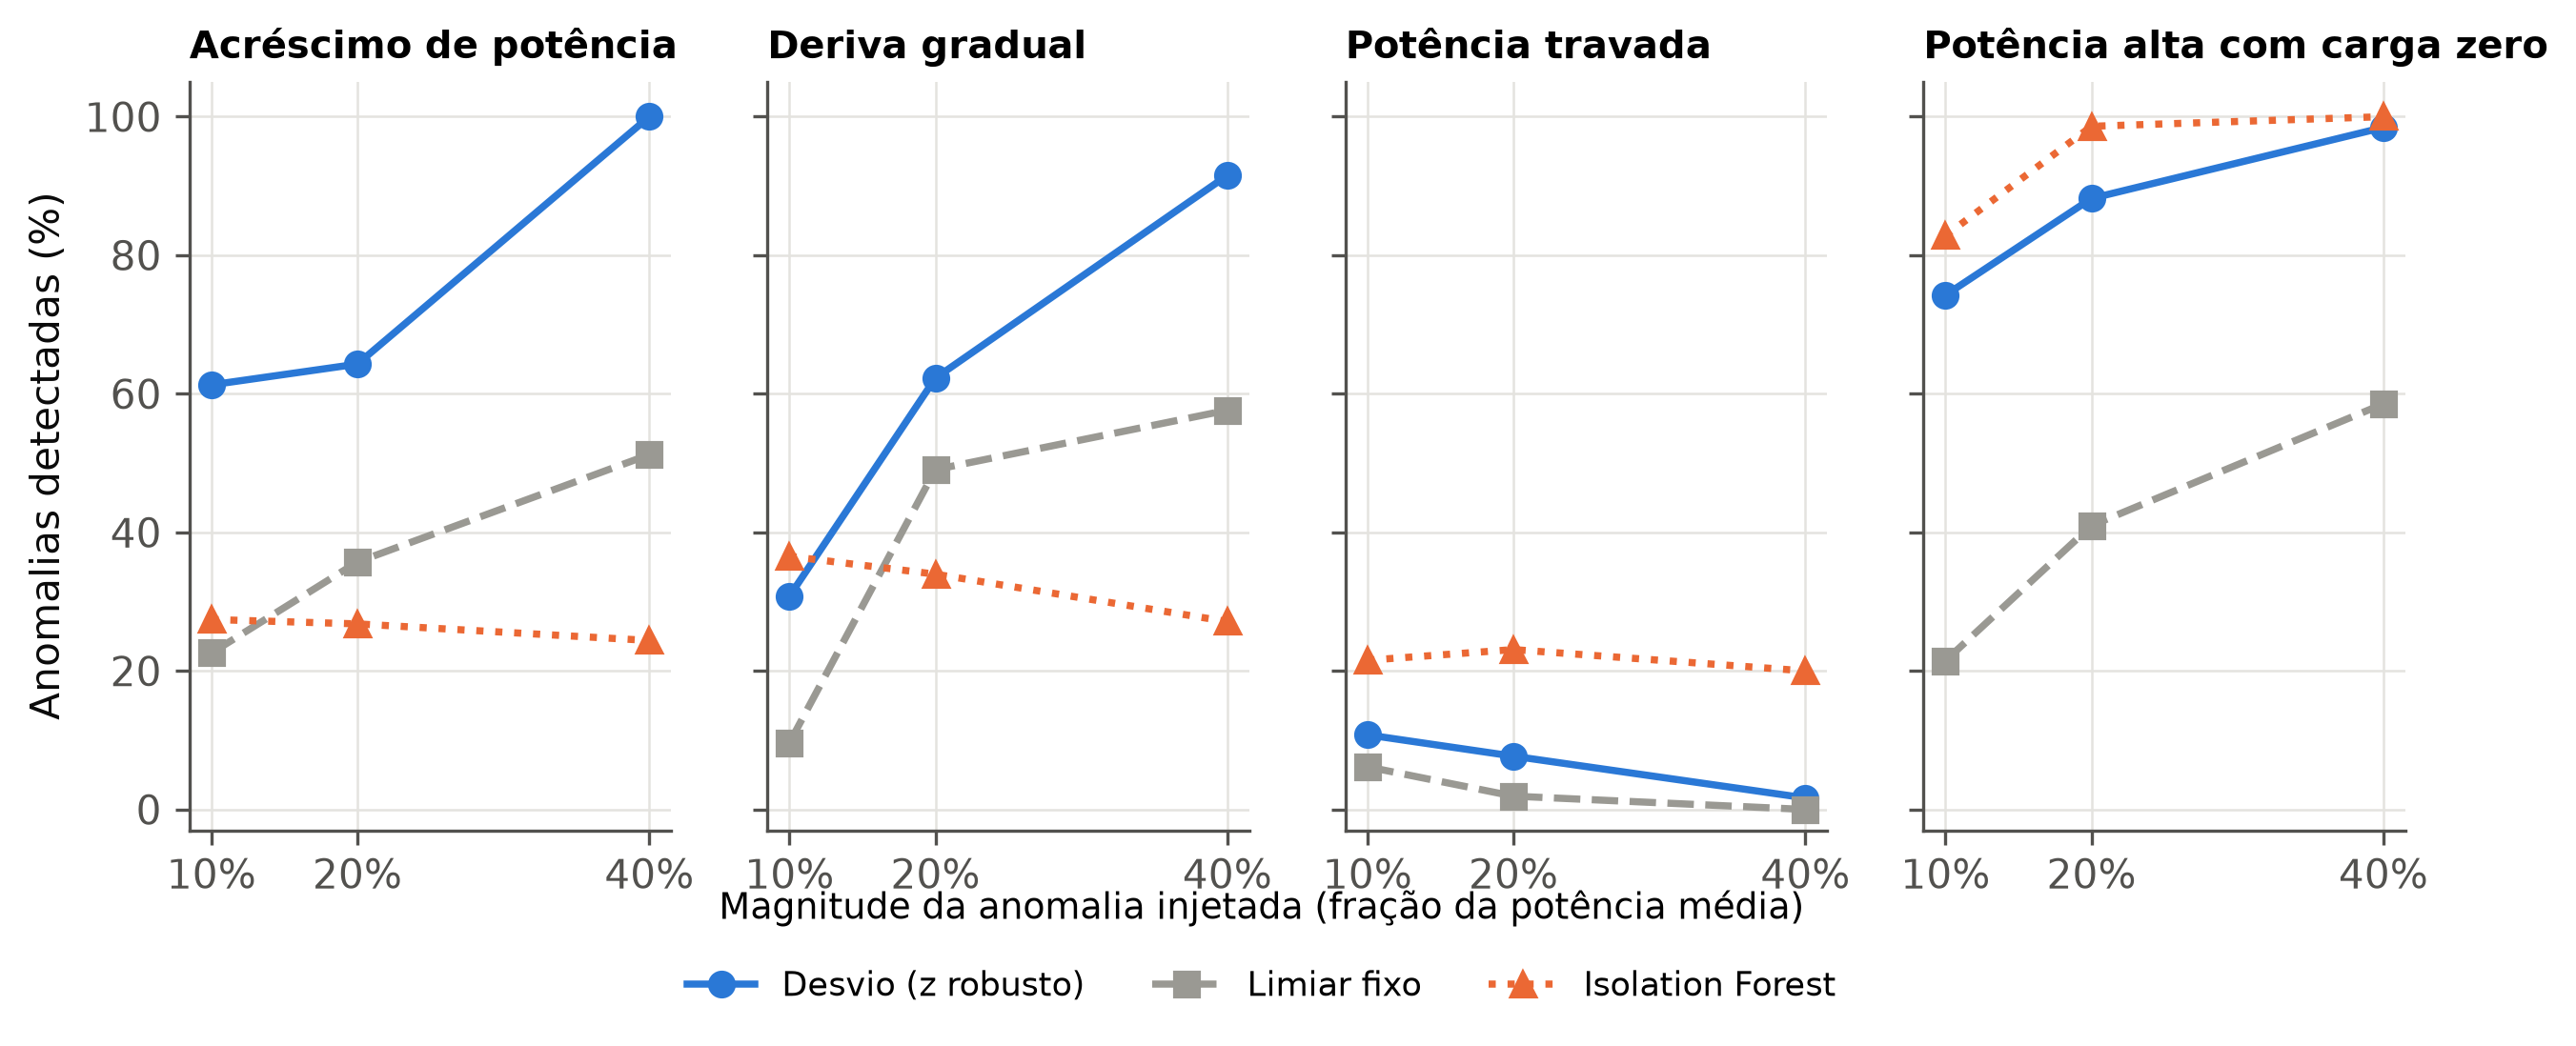 Acréscimo de potência
Deriva gradual
Potência travada
Potência alta com carga zero
Anomalias detectadas (%)
100
80
60
40
20
0
10% 20% 40%
10% 20% 40%
10% 20% 40%
10% 20% 40%
Magnitude da anomalia injetada (fração da potência média)
Desvio (z robusto)
Limiar fixo
Isolation Forest